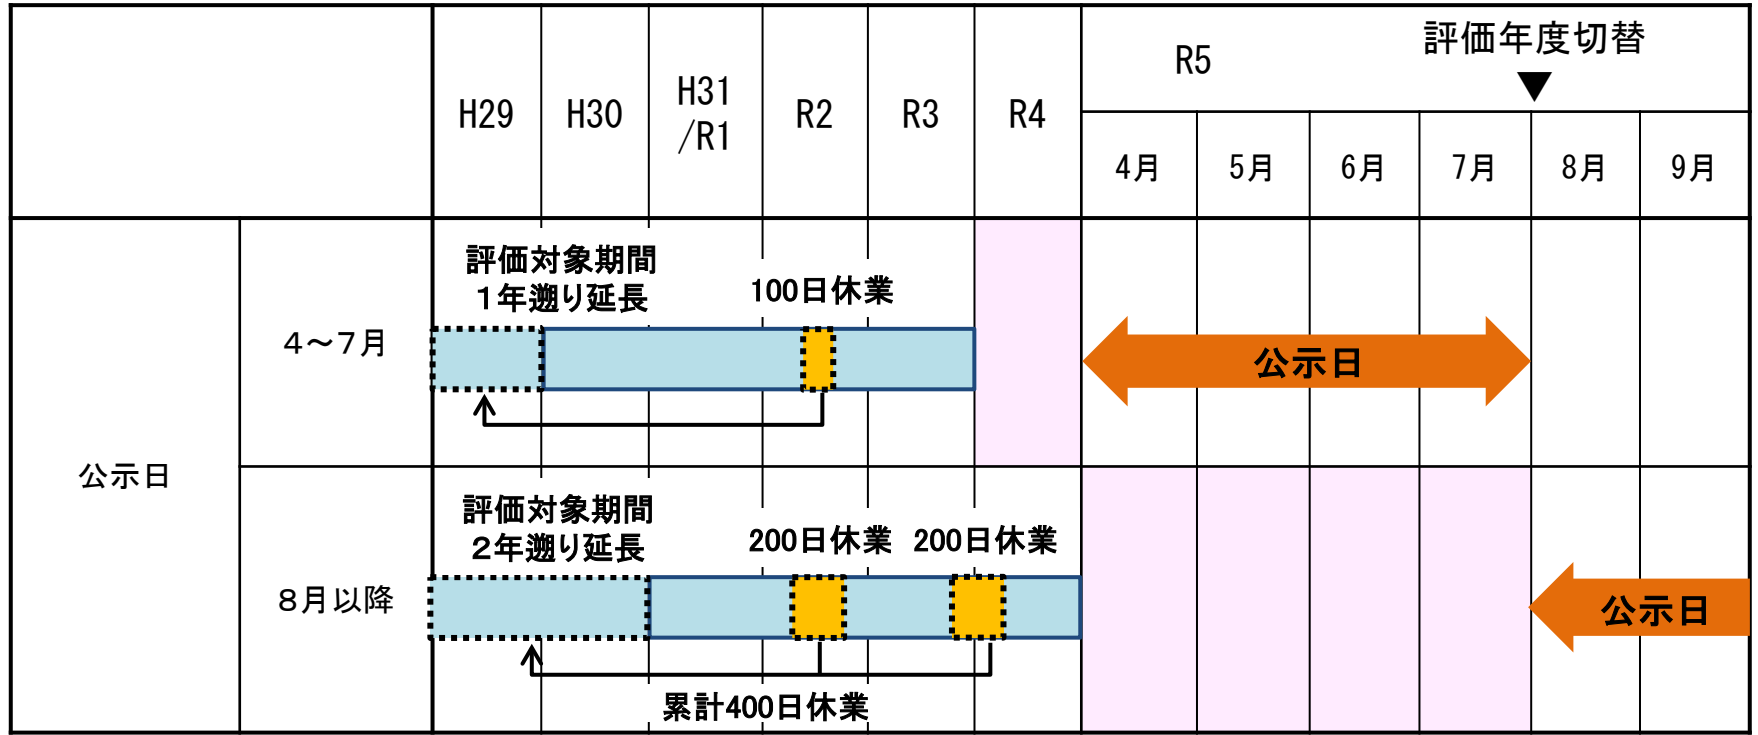 H29
H30
H31
/R1
R2
R3
R4
R5
評価年度切替
4月
5月
6月
7月
8月
9月
公示日
４～７月
評価対象期間
１年遡り延長
100日休業
公示日
８月以降
評価対象期間
２年遡り延長
200日休業
200日休業
公示日
累計400日休業